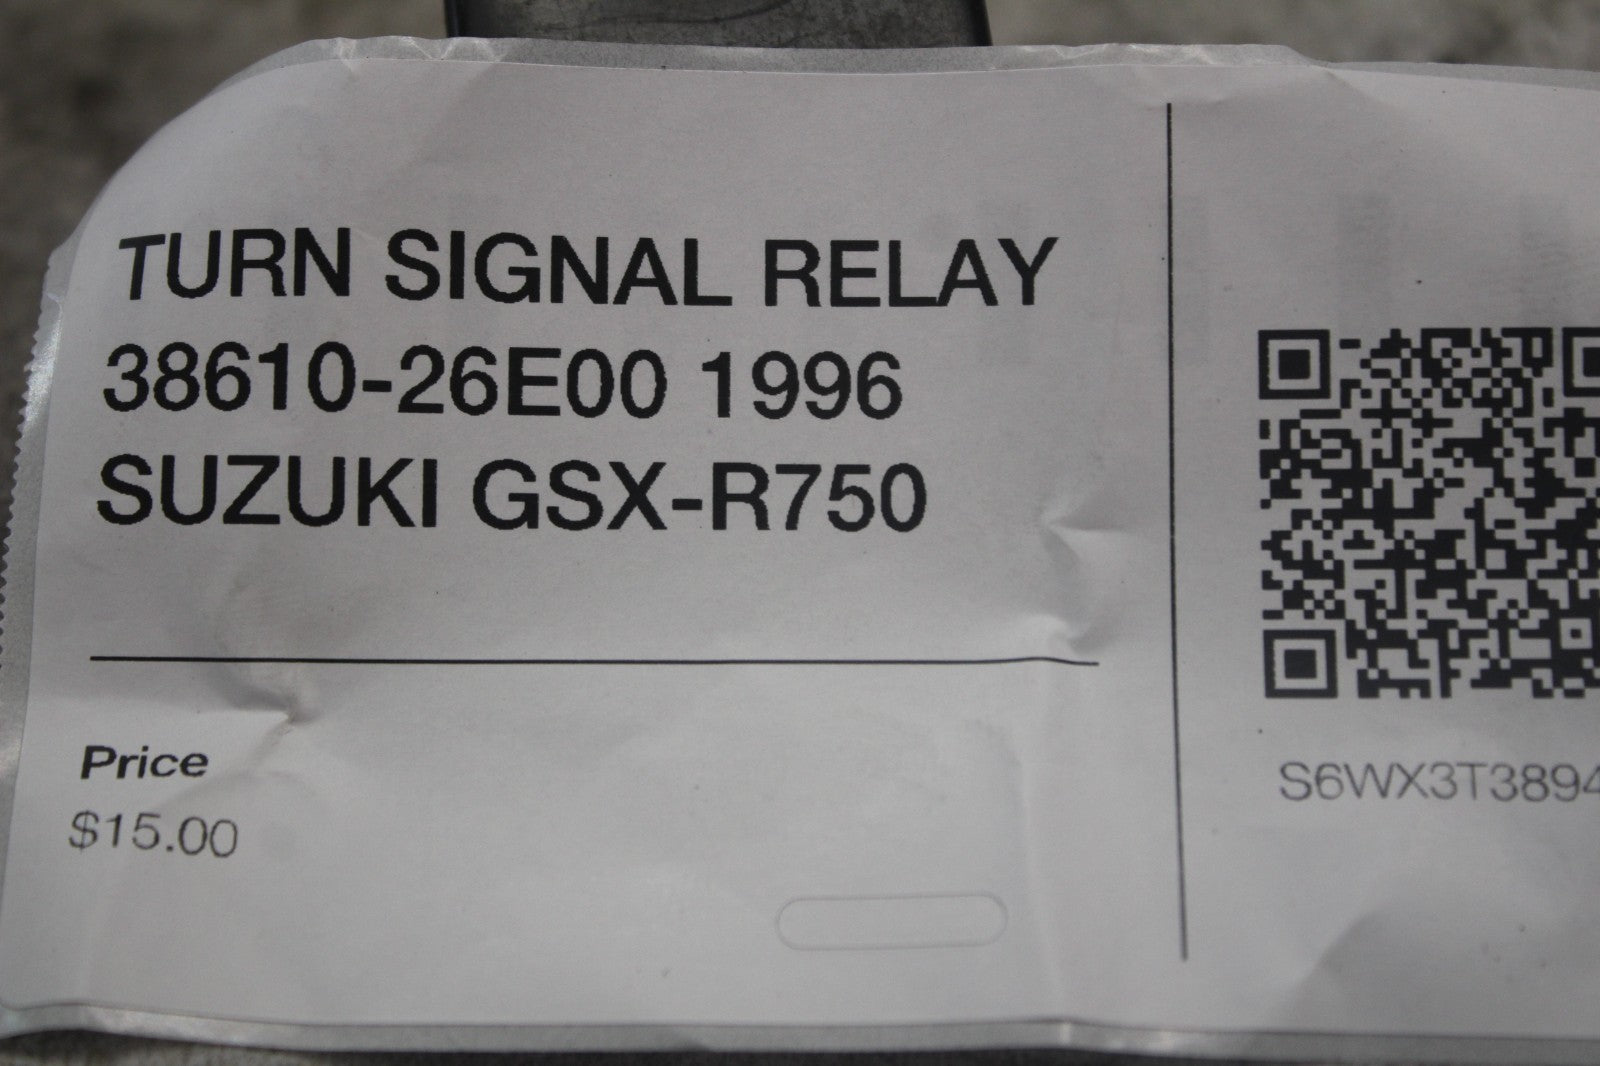 TURN SIGNAL RELAY
38610-26E00 1996
SUZUKI GSX-R750
Price
$15.00
S6WX3T3894